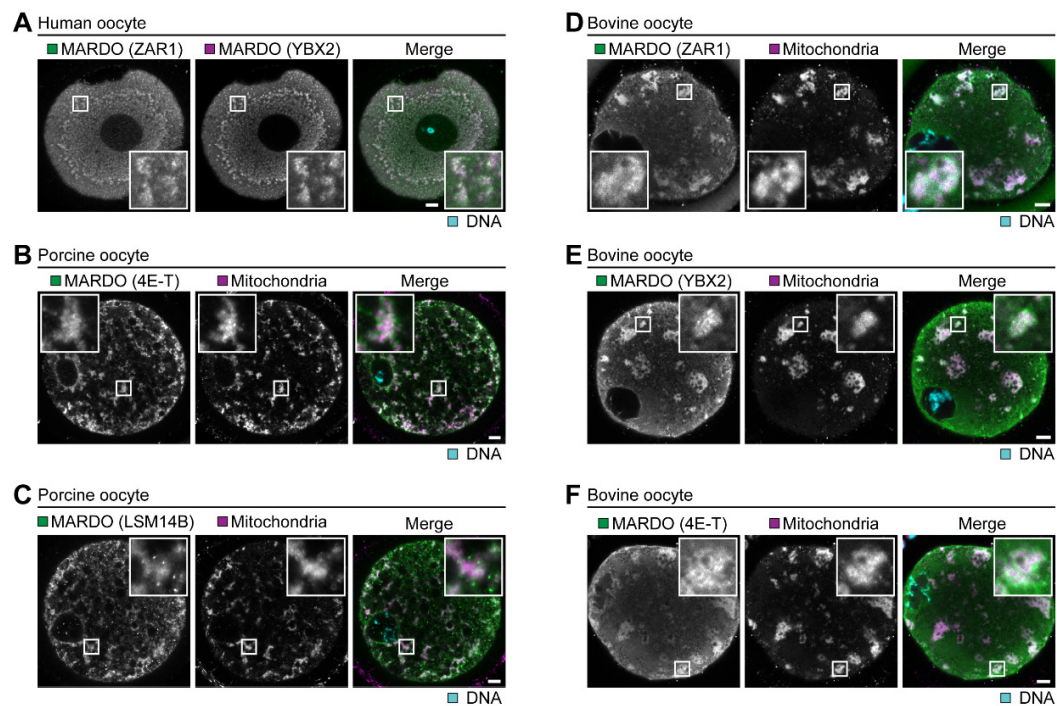 A Human oocyte
MARDO (ZAR1) MARDO (YBX2) Merge
DNA
B Porcine oocyte
MARDO (4E-T) Mitochondria Merge
DNA
C Porcine oocyte
MARDO (LSM14B) Mitochondria Merge
DNA
D Bovine oocyte
MARDO (ZAR1) Mitochondria Merge
DNA
E Bovine oocyte
MARDO (YBX2) Mitochondria Merge
DNA
F Bovine oocyte
MARDO (4E-T) Mitochondria Merge
DNA